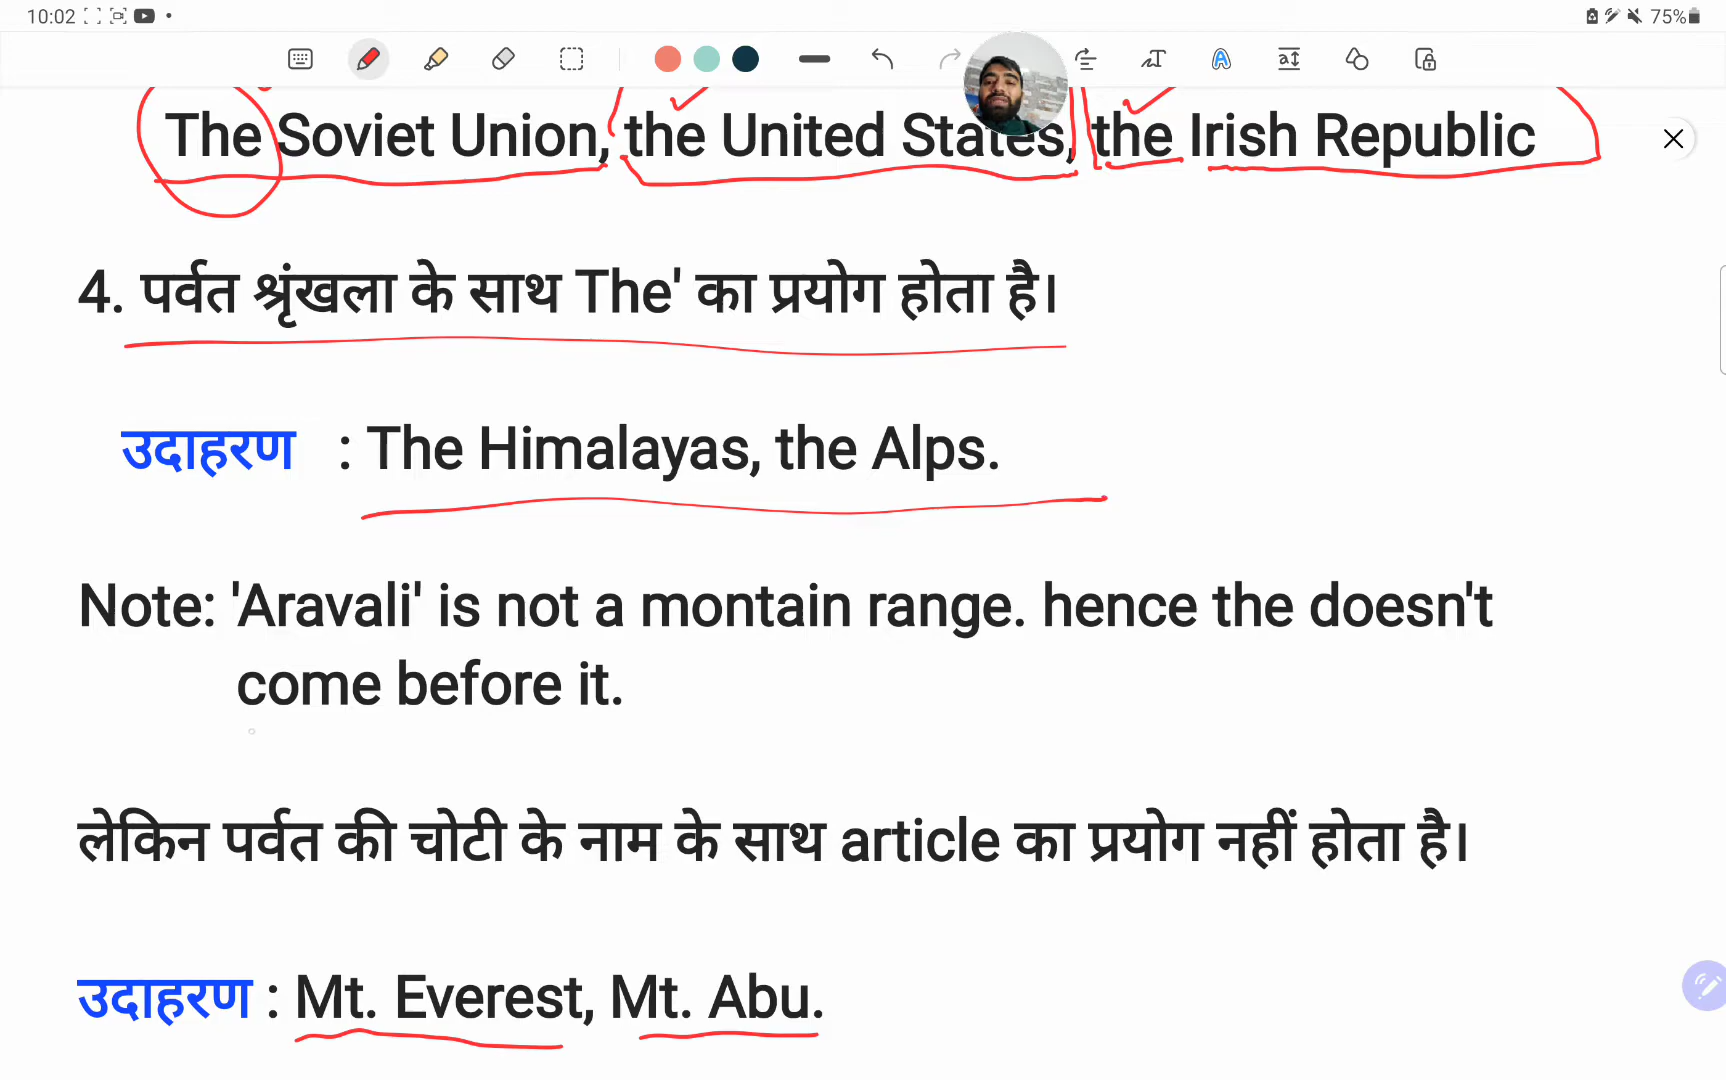 10:02
75%
The Soviet Union, the United States, the Irish Republic
4. पर्वत श्रृंखला के साथ The' का प्रयोग होता है।
उदाहरण : The Himalayas, the Alps.
Note: 'Aravali' is not a montain range. hence the doesn't
come before it.
लेकिन पर्वत की चोटी के नाम के साथ article का प्रयोग नहीं होता है।
उदाहरण : Mt. Everest, Mt. Abu.